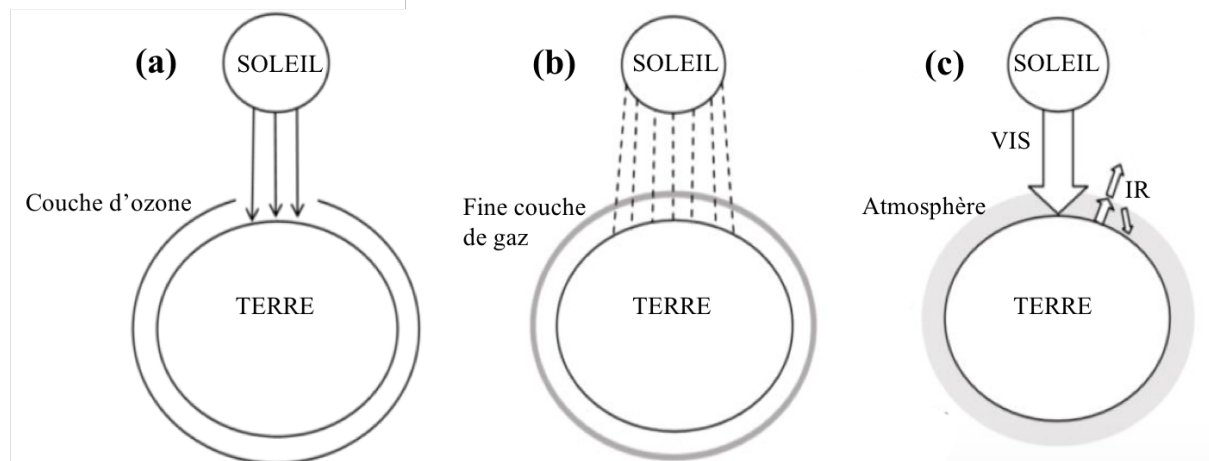 (a)
SOLEIL
Couche d'ozone
TERRE
(b)
SOLEIL
Fine couche
de gaz
TERRE
(c)
SOLEIL
VIS
IR
Atmosphère
TERRE